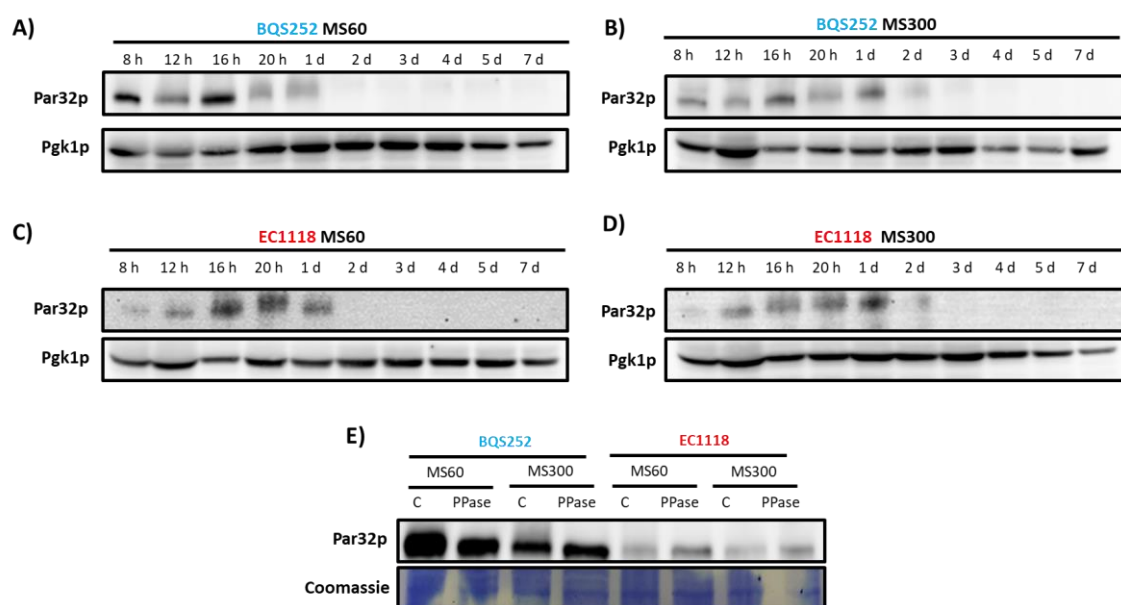 A)
BQS252 MS60
8 h 12 h 16 h 20 h 1 d 2 d 3 d 4 d 5 d 7 d
Par32p
Pgk1p
B)
BQS252 MS300
8 h 12 h 16 h 20 h 1 d 2 d 3 d 4 d 5 d 7 d
Par32p
Pgk1p
C)
EC1118 MS60
8 h 12 h 16 h 20 h 1 d 2 d 3 d 4 d 5 d 7 d
Par32p
Pgk1p
D)
EC1118 MS300
8 h 12 h 16 h 20 h 1 d 2 d 3 d 4 d 5 d 7 d
Par32p
Pgk1p
E)
BQS252 EC1118
MS60 MS300 MS60 MS300
C PPase C PPase C PPase C PPase
Par32p
Coomassie